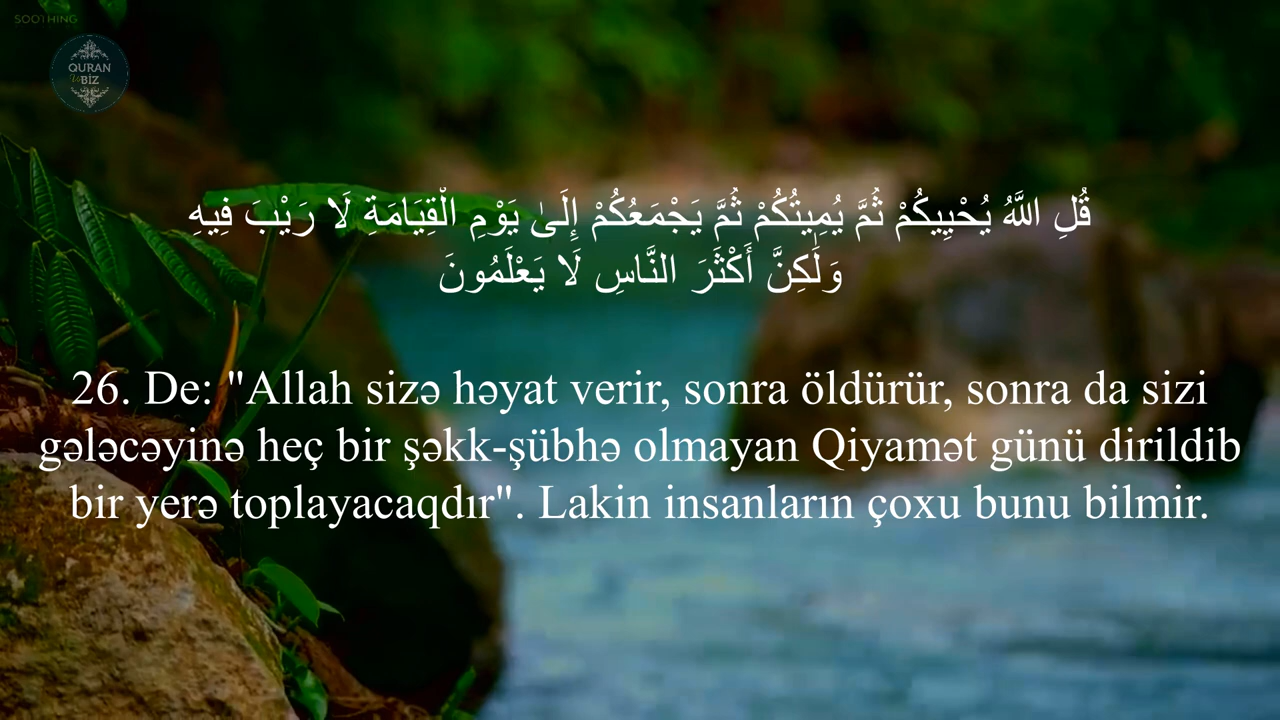 SOOTHING
QURAN
Və
BİZ
قُلِ اللَّهُ يُحْيِيكُمْ ثُمَّ يُمِيتُكُمْ ثُمَّ يَجْمَعُكُمْ إِلَىٰ يَوْمِ الْقِيَامَةِ لَا رَيْبَ فِيهِ
وَلَٰكِنَّ أَكْثَرَ النَّاسِ لَا يَعْلَمُونَ
26. De: "Allah sizə həyat verir, sonra öldürür, sonra da sizi
gələcəyinə heç bir şəkk-şübhə olmayan Qiyamət günü dirildib
bir yerə toplayacaqdır". Lakin insanların çoxu bunu bilmir.